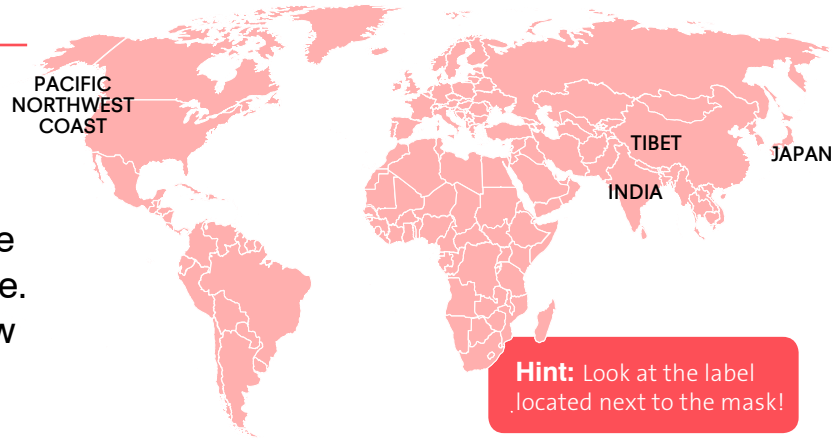 PACIFIC
NORTHWEST
COAST
TIBET
JAPAN
INDIA
e
e.
w
Hint: Look at the label
located next to the mask!